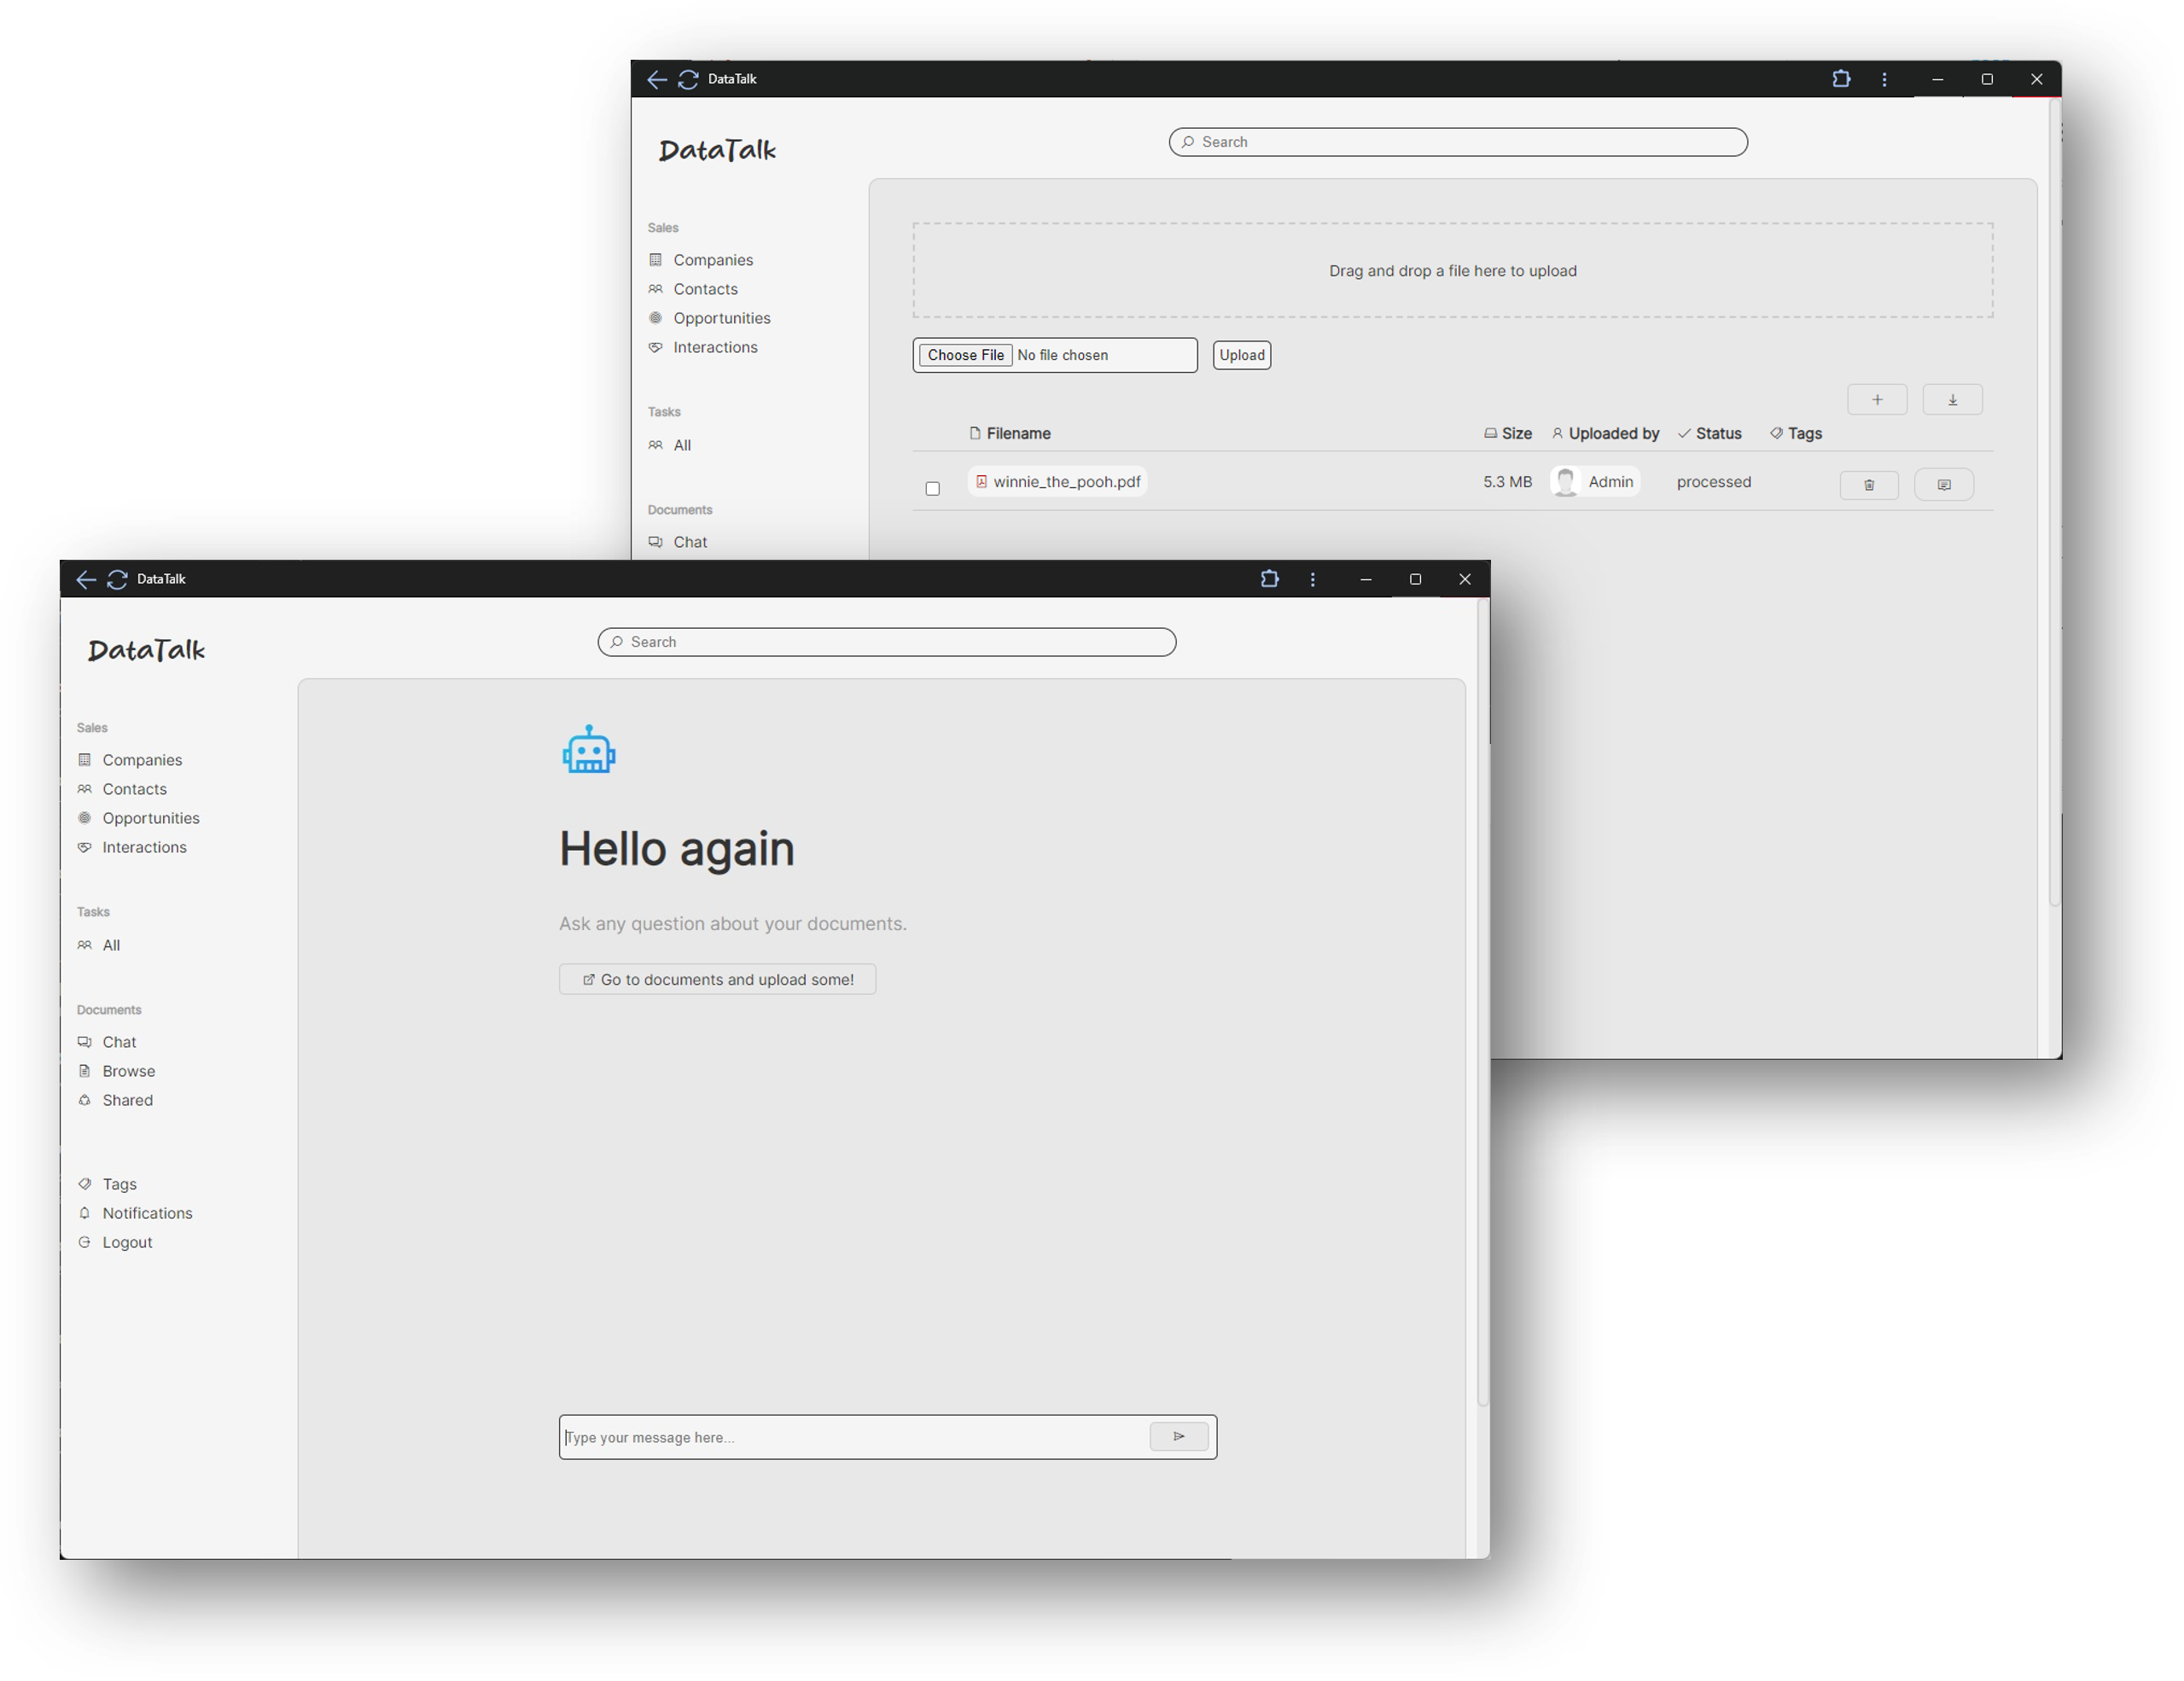 DataTalk
DataTalk
Search
Sales
Companies
Contacts
Opportunities
Interactions
Tasks
All
Documents
Chat
Drag and drop a file here to upload
Choose File No file chosen Upload
Filename Size Uploaded by Status Tags
winnie_the_pooh.pdf 5.3 MB Admin processed
DataTalk
DataTalk
Search
Sales
Companies
Contacts
Opportunities
Interactions
Tasks
All
Documents
Chat
Browse
Shared
Tags
Notifications
Logout
Hello again
Ask any question about your documents.
Go to documents and upload some!
Type your message here...